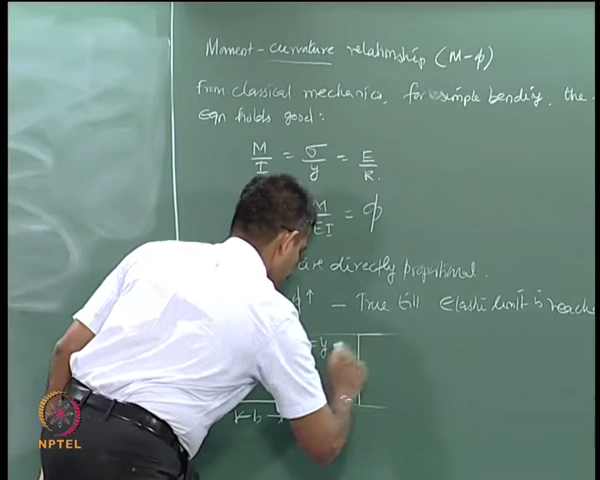 Moment-curvature relationship (M-φ)
from classical mechanics, for simple bending, the
Eqn holds good:
M/I = σ/y = E/R.
M/EI = φ
are directly proportional.
φ↑ - True till Elastic limit is reached
= y
b
NPTEL